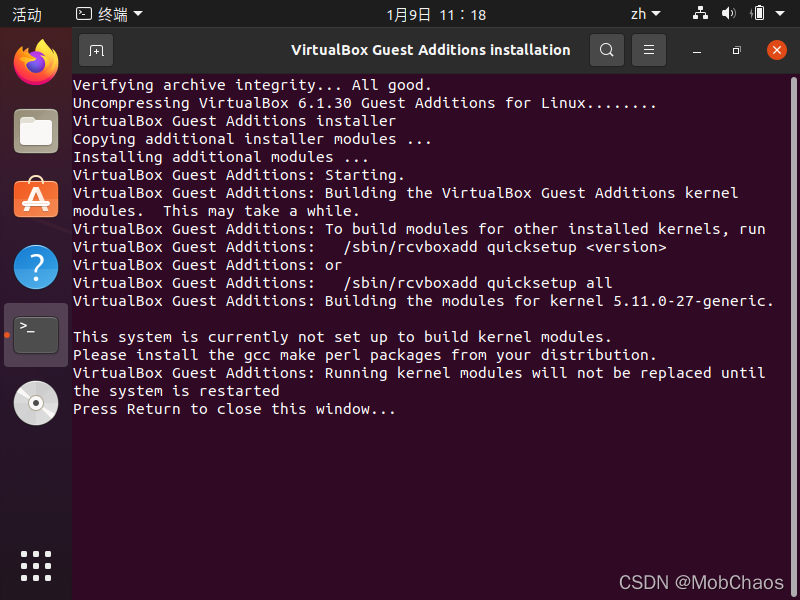 活动
终端
1月9日 11：18
zh
VirtualBox Guest Additions installation
Verifying archive integrity... All good.
Uncompressing VirtualBox 6.1.30 Guest Additions for Linux........
VirtualBox Guest Additions installer
Copying additional installer modules ...
Installing additional modules ...
VirtualBox Guest Additions: Starting.
VirtualBox Guest Additions: Building the VirtualBox Guest Additions kernel
modules.  This may take a while.
VirtualBox Guest Additions: To build modules for other installed kernels, run
VirtualBox Guest Additions:   /sbin/rcvboxadd quicksetup <version>
VirtualBox Guest Additions: or
VirtualBox Guest Additions:   /sbin/rcvboxadd quicksetup all
VirtualBox Guest Additions: Building the modules for kernel 5.11.0-27-generic.
This system is currently not set up to build kernel modules.
Please install the gcc make perl packages from your distribution.
VirtualBox Guest Additions: Running kernel modules will not be replaced until
the system is restarted
Press Return to close this window...
CSDN @MobChaos